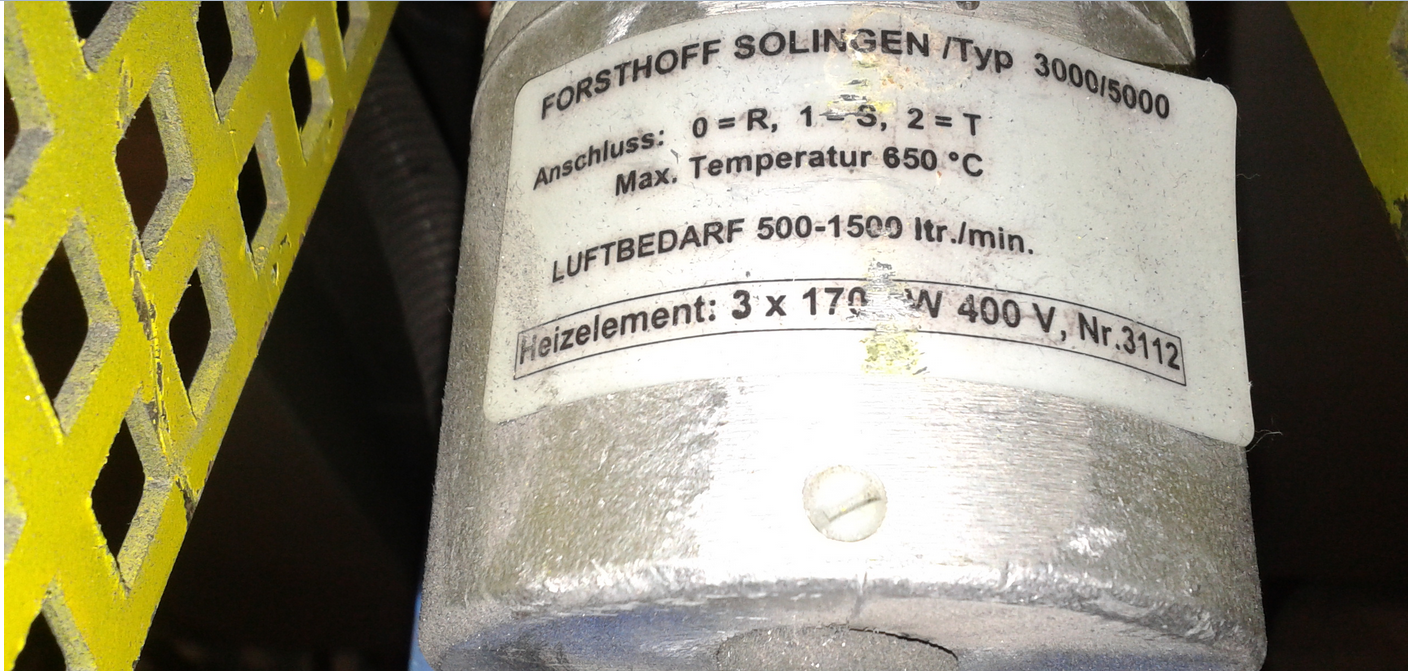 FORSTHOFF SOLINGEN /Typ 3000/5000
Anschluss: 0 = R, 1 = S, 2 = T
Max. Temperatur 650 °C
LUFTBEDARF 500-1500 ltr./min.
Heizelement: 3 x W 400 V, Nr.3112